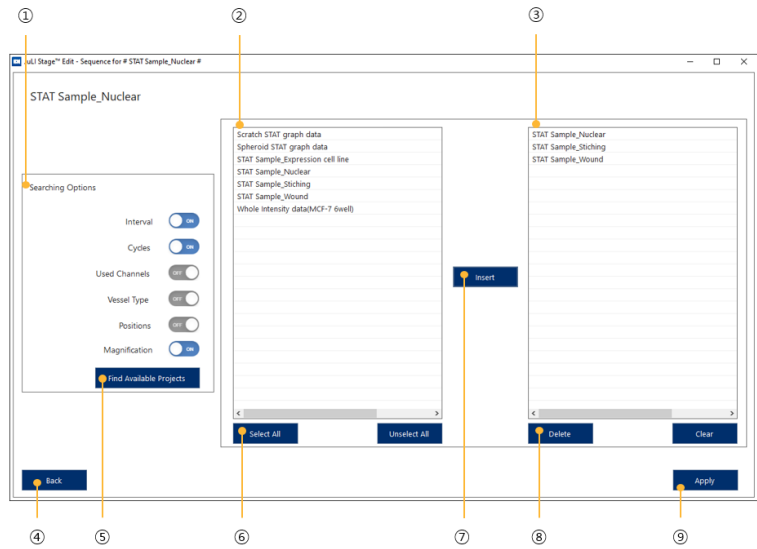 ① ② ③
uLI Stage™ Edit - Sequence for # STAT Sample_Nuclear #
STAT Sample_Nuclear
Searching Options
Interval ON
Cycles ON
Used Channels OFF
Vessel Type OFF
Positions OFF
Magnification ON
Find Available Projects
Scratch STAT graph data
Spheroid STAT graph data
STAT Sample_Expression cell line
STAT Sample_Nuclear
STAT Sample_Stiching
STAT Sample_Wound
Whole Intensity data(MCF-7 6well)
Select All
Unselect All
Insert
STAT Sample_Nuclear
STAT Sample_Stiching
STAT Sample_Wound
Delete
Clear
Back
Apply
④ ⑤ ⑥ ⑦ ⑧ ⑨